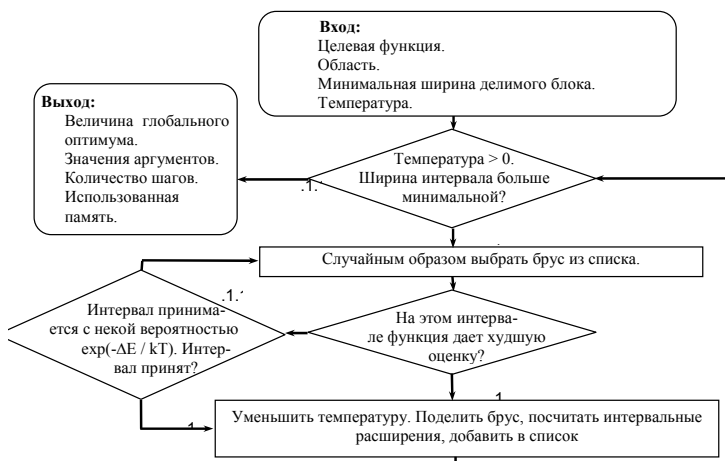 Вход:
Целевая функция.
Область.
Минимальная ширина делимого блока.
Температура.
Выход:
Величина глобального
оптимума.
Значения аргументов.
Количество шагов.
Использованная
память.
Температура > 0.
Ширина интервала больше
минимальной?
.1.
Случайным образом выбрать брус из списка.
.1.1
Интервал принима-
ется с некой вероятностью
exp(-ΔE / kT). Интер-
вал принят?
На этом интерва-
ле функция дает худшую
оценку?
.1
1
Уменьшить температуру. Поделить брус, посчитать интервальные
расширения, добавить в список